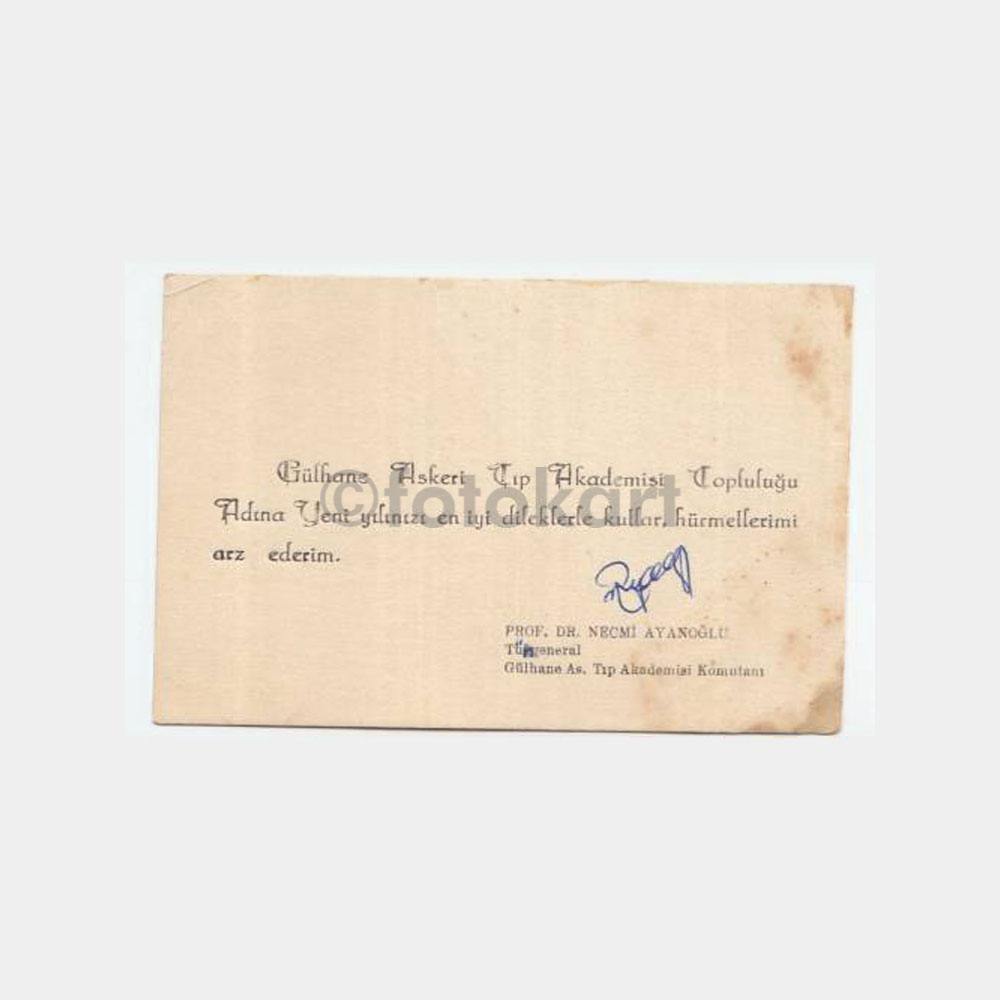 Gülhane Askeri Tıp Akademisi Topluluğu
Adına Yeni yılınızı en iyi dileklerle kutlar, hürmetlerimi
arz ederim.
©fotokart
PROF. DR. NECMİ AYANOĞLU
Tümgeneral
Gülhane As. Tıp Akademisi Komutanı